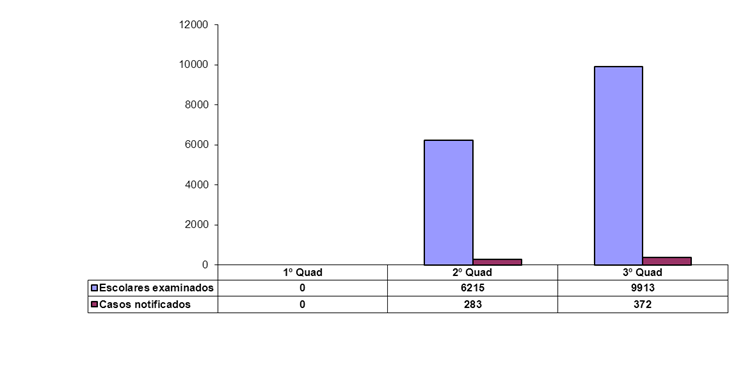 12000
10000
8000
6000
4000
2000
0
1º Quad 2º Quad 3º Quad
Escolares examinados 0 6215 9913
Casos notificados 0 283 372